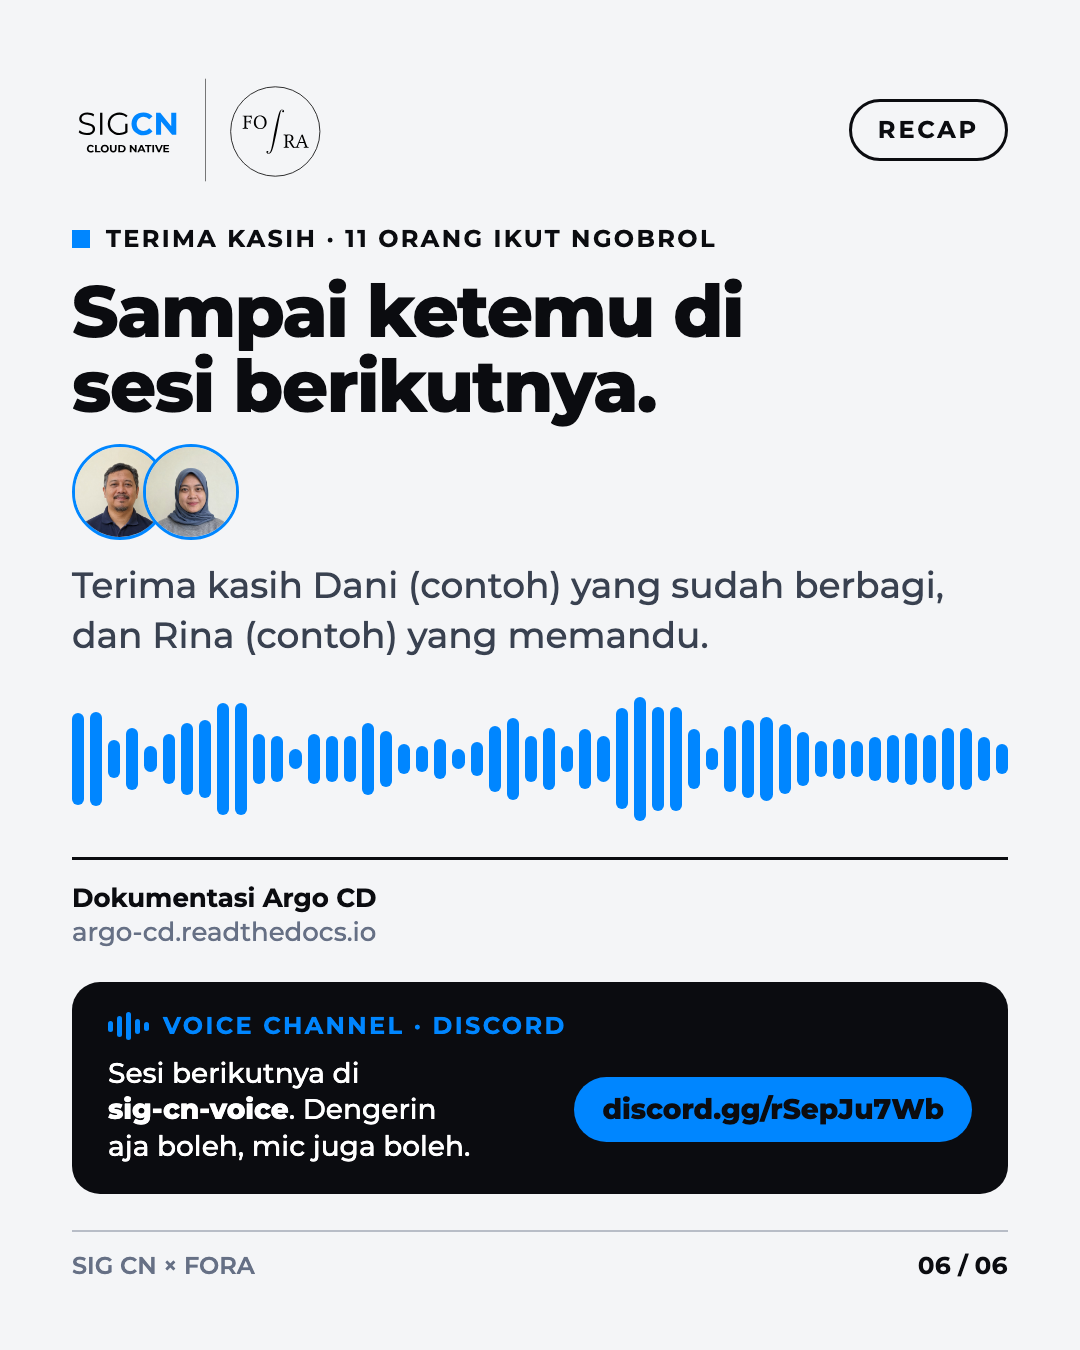 SIGCN
CLOUD NATIVE
FO∫RA
RECAP
TERIMA KASIH · 11 ORANG IKUT NGOBROL
Sampai ketemu di
sesi berikutnya.
Terima kasih Dani (contoh) yang sudah berbagi,
dan Rina (contoh) yang memandu.
Dokumentasi Argo CD
argo-cd.readthedocs.io
VOICE CHANNEL · DISCORD
Sesi berikutnya di
sig-cn-voice. Dengerin
aja boleh, mic juga boleh.
discord.gg/rSepJu7Wb
SIG CN × FORA
06 / 06